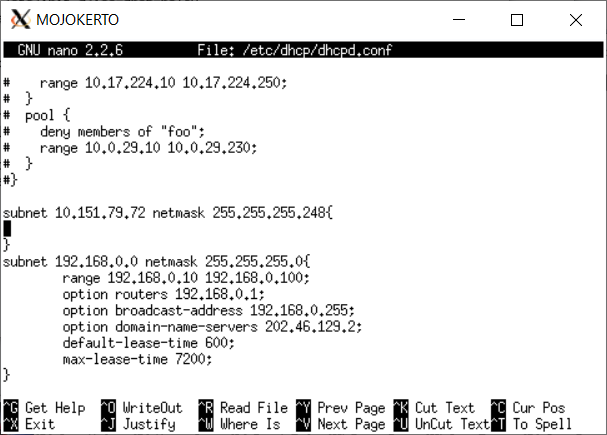 MOJOKERTO
GNU nano 2.2.6 File: /etc/dhcp/dhcpd.conf
#    range 10.17.224.10 10.17.224.250;
#  }
#  pool {
#    deny members of "foo";
#    range 10.0.29.10 10.0.29.230;
#  }
#}
subnet 10.151.79.72 netmask 255.255.255.248{
}
subnet 192.168.0.0 netmask 255.255.255.0{
        range 192.168.0.10 192.168.0.100;
        option routers 192.168.0.1;
        option broadcast-address 192.168.0.255;
        option domain-name-servers 202.46.129.2;
        default-lease-time 600;
        max-lease-time 7200;
}
^G Get Help ^O WriteOut ^R Read File ^Y Prev Page ^K Cut Text ^C Cur Pos
^X Exit ^J Justify ^W Where Is ^V Next Page ^U UnCut Text^T To Spell